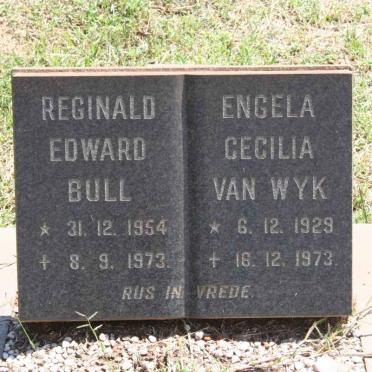 REGINALD
EDWARD
BULL
* 31. 12. 1954
+ 8. 9. 1973.
ENGELA
CECILIA
VAN WYK
* 6. 12. 1929
+ 18. 12. 1973.
RUS IN VREDE.